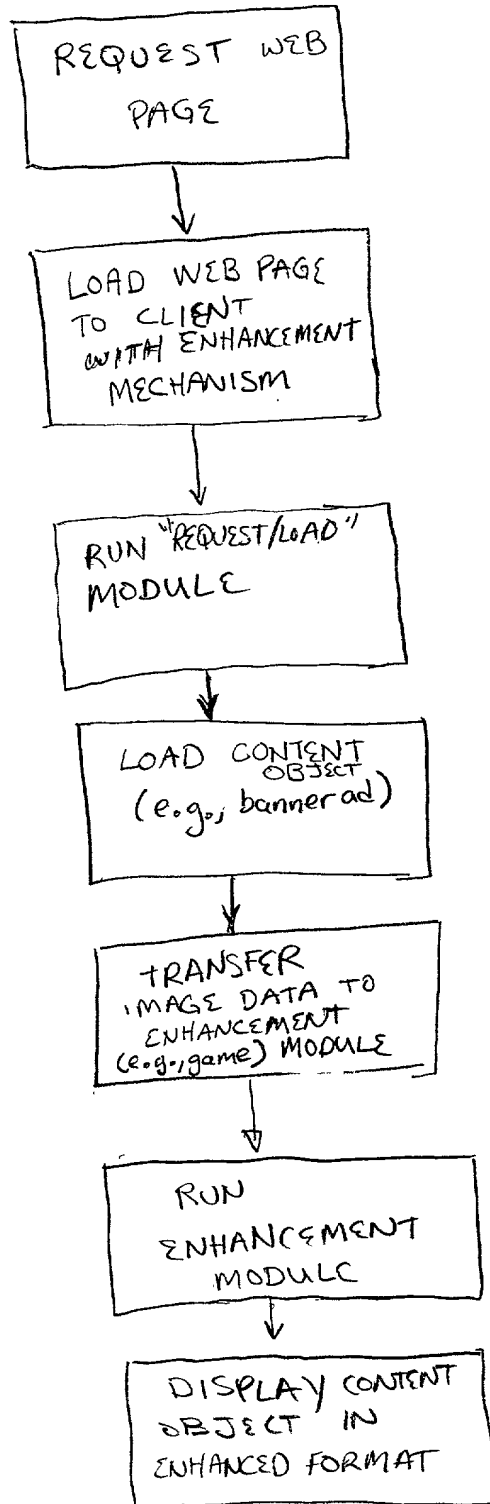 REQUEST WEB
PAGE
LOAD WEB PAGE
TO CLIENT
WITH ENHANCEMENT
MECHANISM
RUN "REQUEST/LOAD"
MODULE
LOAD CONTENT
OBJECT
(e.g., banner ad)
TRANSFER
IMAGE DATA TO
ENHANCEMENT
(e.g., game) MODULE
RUN
ENHANCEMENT
MODULE
DISPLAY CONTENT
OBJECT IN
ENHANCED FORMAT